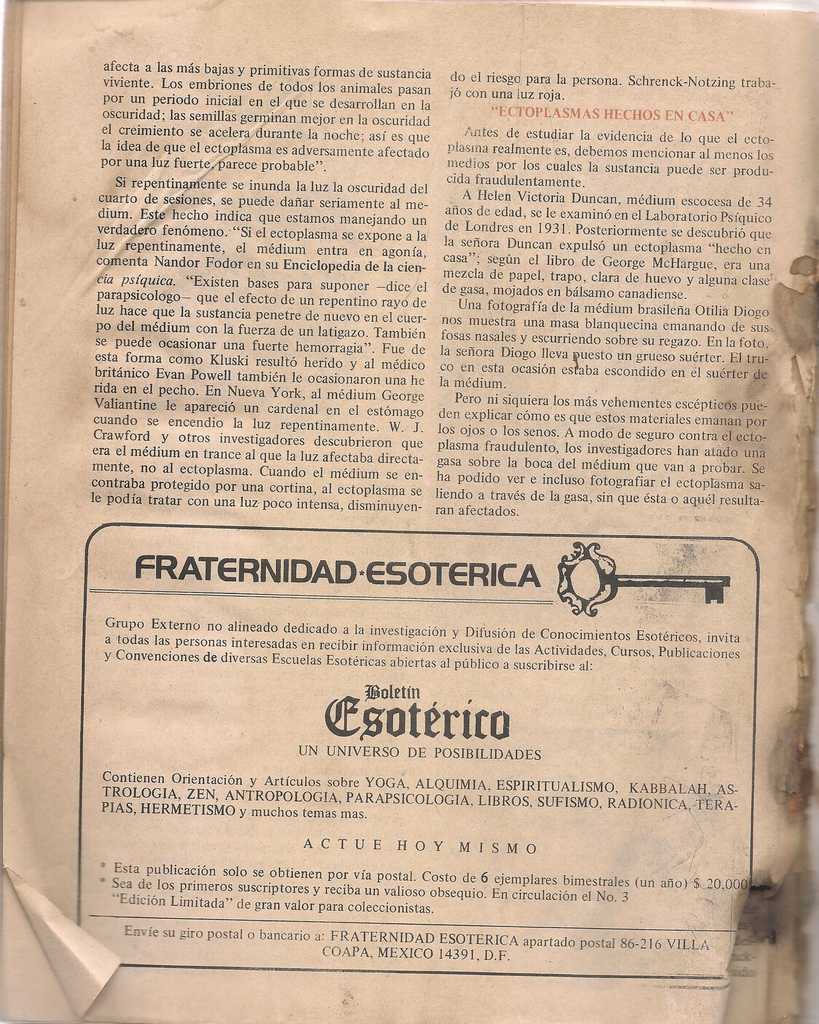 afecta a las más bajas y primitivas formas de sustancia
viviente. Los embriones de todos los animales pasan
por un periodo inicial en el que se desarrollan en la
oscuridad; las semillas germinan mejor en la oscuridad
el creimiento se acelera durante la noche; así es que
la idea de que el ectoplasma es adversamente afectado
por una luz fuerte, parece probable”.
Si repentinamente se inunda la luz la oscuridad del
cuarto de sesiones, se puede dañar seriamente al me-
dium. Este hecho indica que estamos manejando un
verdadero fenómeno. “Si el ectoplasma se expone a la
luz repentinamente, el médium entra en agonía,
comenta Nandor Fodor en su Enciclopedia de la cien-
cia psíquica. “Existen bases para suponer —dice el
parapsicologo— que el efecto de un repentino rayo de
luz hace que la sustancia penetre de nuevo en el cuer-
po del médium con la fuerza de un latigazo. También
se puede ocasionar una fuerte hemorragia”. Fue de
esta forma como Kluski resultó herido y al médico
británico Evan Powell también le ocasionaron una he
rida en el pecho. En Nueva York, al médium George
Valiantine le apareció un cardenal en el estómago
cuando se encendio la luz repentinamente. W. J.
Crawford y otros investigadores descubrieron que
era el médium en trance al que la luz afectaba directa-
mente, no al ectoplasma. Cuando el médium se en-
contraba protegido por una cortina, al ectoplasma se
le podía tratar con una luz poco intensa, disminuyen-
do el riesgo para la persona. Schrenck-Notzing traba-
jó con una luz roja.
“ECTOPLASMAS HECHOS EN CASA”
Antes de estudiar la evidencia de lo que el ecto-
plasma realmente es, debemos mencionar al menos los
medios por los cuales la sustancia puede ser produ-
cida fraudulentamente.
A Helen Victoria Duncan, médium escocesa de 34
años de edad, se le examinó en el Laboratorio Psíquico
de Londres en 1931. Posteriormente se descubrió que
la señora Duncan expulsó un ectoplasma “hecho en
casa”; según el libro de George McHargue, era una
mezcla de papel, trapo, clara de huevo y alguna clase
de gasa, mojados en bálsamo canadiense.
Una fotografía de la médium brasileña Otilia Diogo
nos muestra una masa blanquecina emanando de sus
fosas nasales y escurriendo sobre su regazo. En la foto,
la señora Diogo lleva puesto un grueso suérter. El tru-
co en esta ocasión estaba escondido en el suérter de
la médium.
Pero ni siquiera los más vehementes escépticos pue-
den explicar cómo es que estos materiales emanan por
los ojos o los senos. A modo de seguro contra el ecto-
plasma fraudulento, los investigadores han atado una
gasa sobre la boca del médium que van a probar. Se
ha podido ver e incluso fotografiar el ectoplasma sa-
liendo a través de la gasa, sin que ésta o aquél resulta-
ran afectados.
FRATERNIDAD·ESOTERICA
Grupo Externo no alineado dedicado a la investigación y Difusión de Conocimientos Esotéricos, invita
a todas las personas interesadas en recibir información exclusiva de las Actividades, Cursos, Publicaciones
y Convenciones de diversas Escuelas Esotéricas abiertas al público a suscribirse al:
Boletín
Esotérico
UN UNIVERSO DE POSIBILIDADES
Contienen Orientación y Artículos sobre YOGA, ALQUIMIA, ESPIRITUALISMO, KABBALAH, AS-
TROLOGIA, ZEN, ANTROPOLOGIA, PARAPSICOLOGIA, LIBROS, SUFISMO, RADIONICA, TERA-
PIAS, HERMETISMO y muchos temas mas.
ACTUE HOY MISMO
* Esta publicación solo se obtienen por vía postal. Costo de 6 ejemplares bimestrales (un año) $ 20,000
* Sea de los primeros suscriptores y reciba un valioso obsequio. En circulación el No. 3
“Edición Limitada” de gran valor para coleccionistas.
Envíe su giro postal o bancario a: FRATERNIDAD ESOTERICA apartado postal 86-216 VILLA
COAPA, MEXICO 14391, D.F.